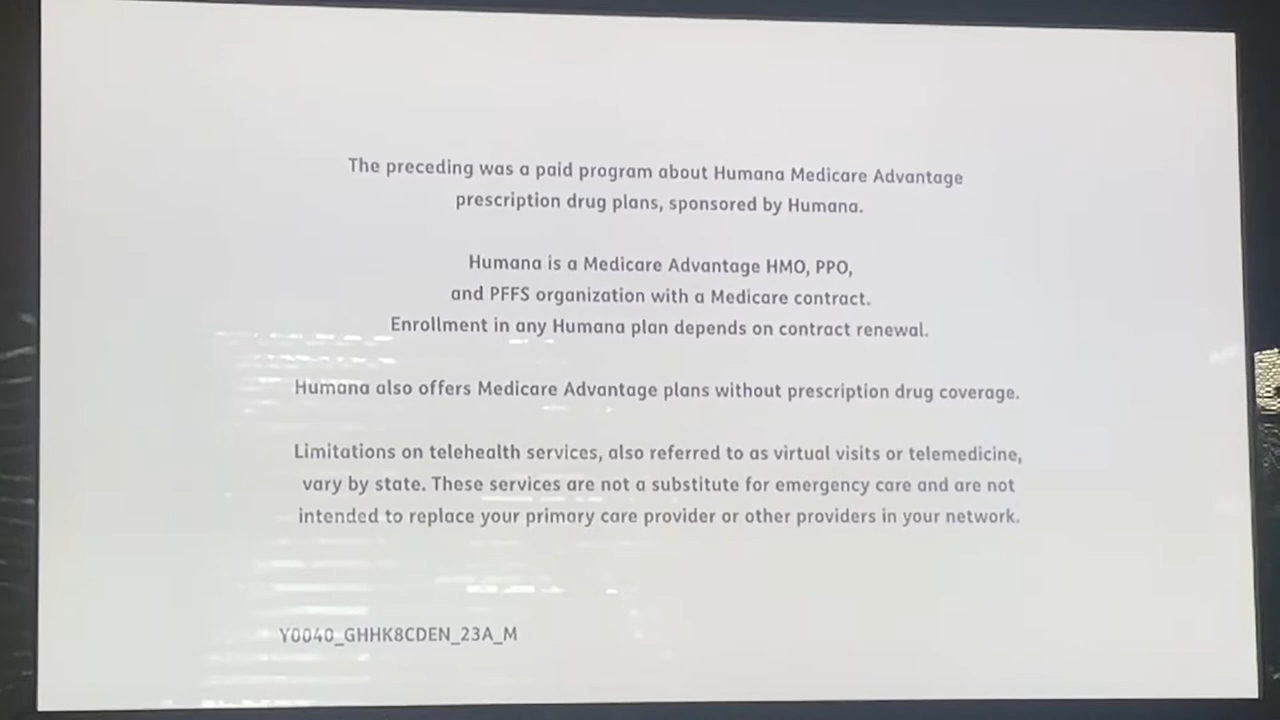 The preceding was a paid program about Humana Medicare Advantage
prescription drug plans, sponsored by Humana.
Humana is a Medicare Advantage HMO, PPO,
and PFFS organization with a Medicare contract.
Enrollment in any Humana plan depends on contract renewal.
Humana also offers Medicare Advantage plans without prescription drug coverage.
Limitations on telehealth services, also referred to as virtual visits or telemedicine,
vary by state. These services are not a substitute for emergency care and are not
intended to replace your primary care provider or other providers in your network.
Y0040_GHHK8CDEN_23A_M